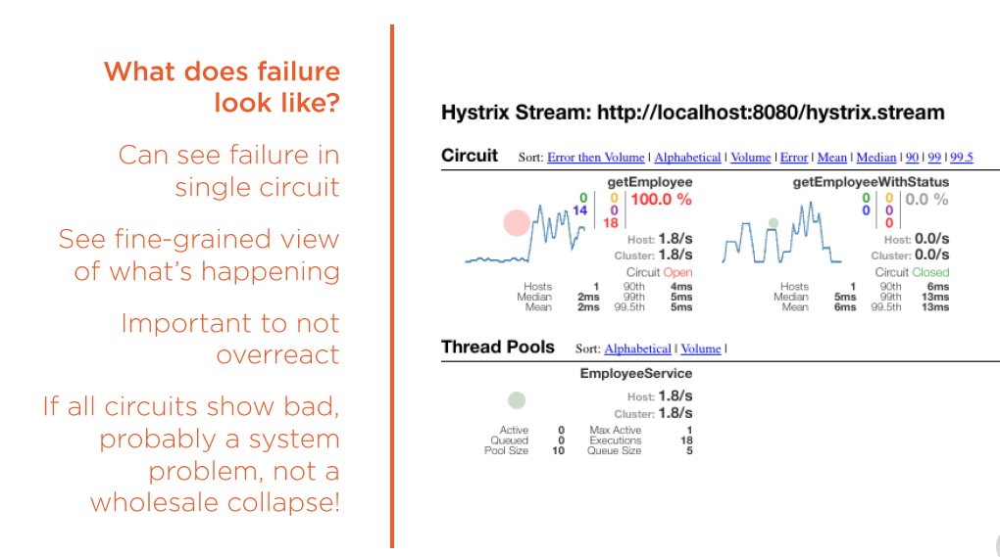 What does failure
look like?
Can see failure in
single circuit
See fine-grained view
of what's happening
Important to not
overreact
If all circuits show bad,
probably a system
problem, not a
wholesale collapse!
Hystrix Stream: http://localhost:8080/hystrix.stream
Circuit Sort: Error then Volume | Alphabetical | Volume | Error | Mean | Median | 90 | 99 | 99.5
getEmployee
0 0 100.0 %
14 0
18
Host: 1.8/s
Cluster: 1.8/s
Circuit Open
Hosts 1 90th 4ms
Median 2ms 99th 5ms
Mean 2ms 99.5th 5ms
getEmployeeWithStatus
0 0 0.0 %
0 0
0
Host: 0.0/s
Cluster: 0.0/s
Circuit Closed
Hosts 1 90th 6ms
Median 5ms 99th 13ms
Mean 6ms 99.5th 13ms
Thread Pools Sort: Alphabetical | Volume |
EmployeeService
Host: 1.8/s
Cluster: 1.8/s
Active 0 Max Active 1
Queued 0 Executions 18
Pool Size 10 Queue Size 5